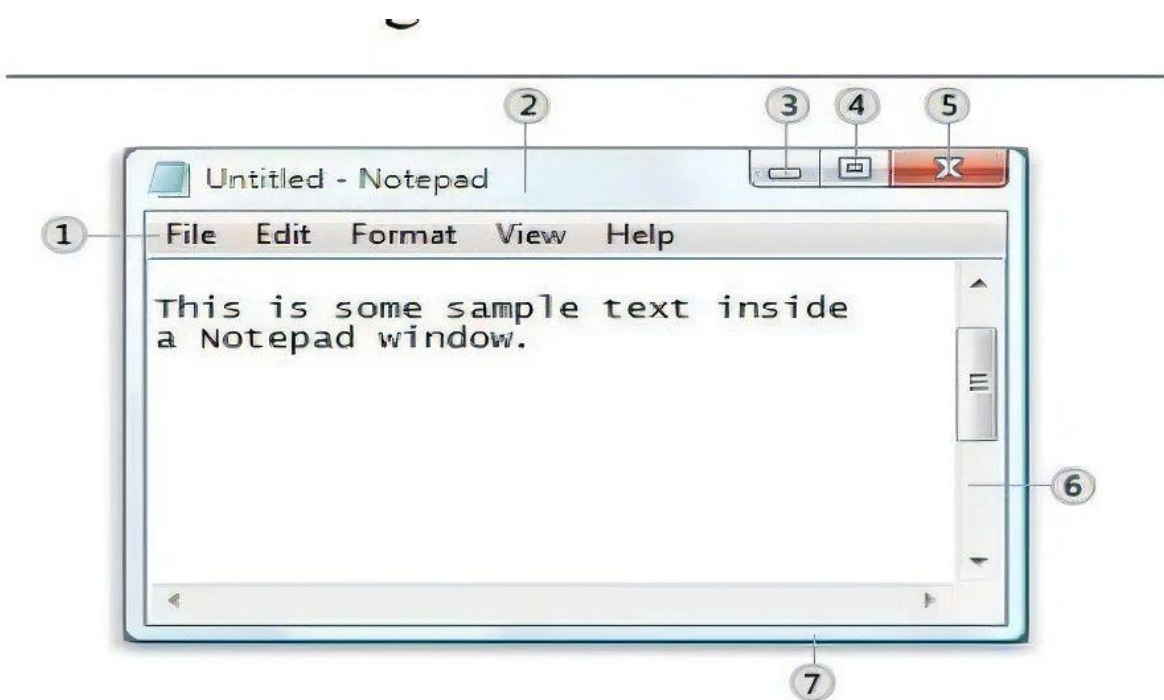 2 3 4 5
Untitled - Notepad
1
File Edit Format View Help
This is some sample text inside
a Notepad window.
6
7